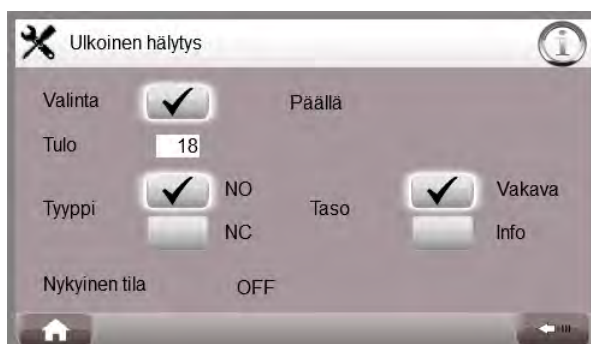 Ulkoinen hälytys
Valinta Päällä
Tulo 18
Tyyppi NO Taso Vakava
NC Info
Nykyinen tila OFF